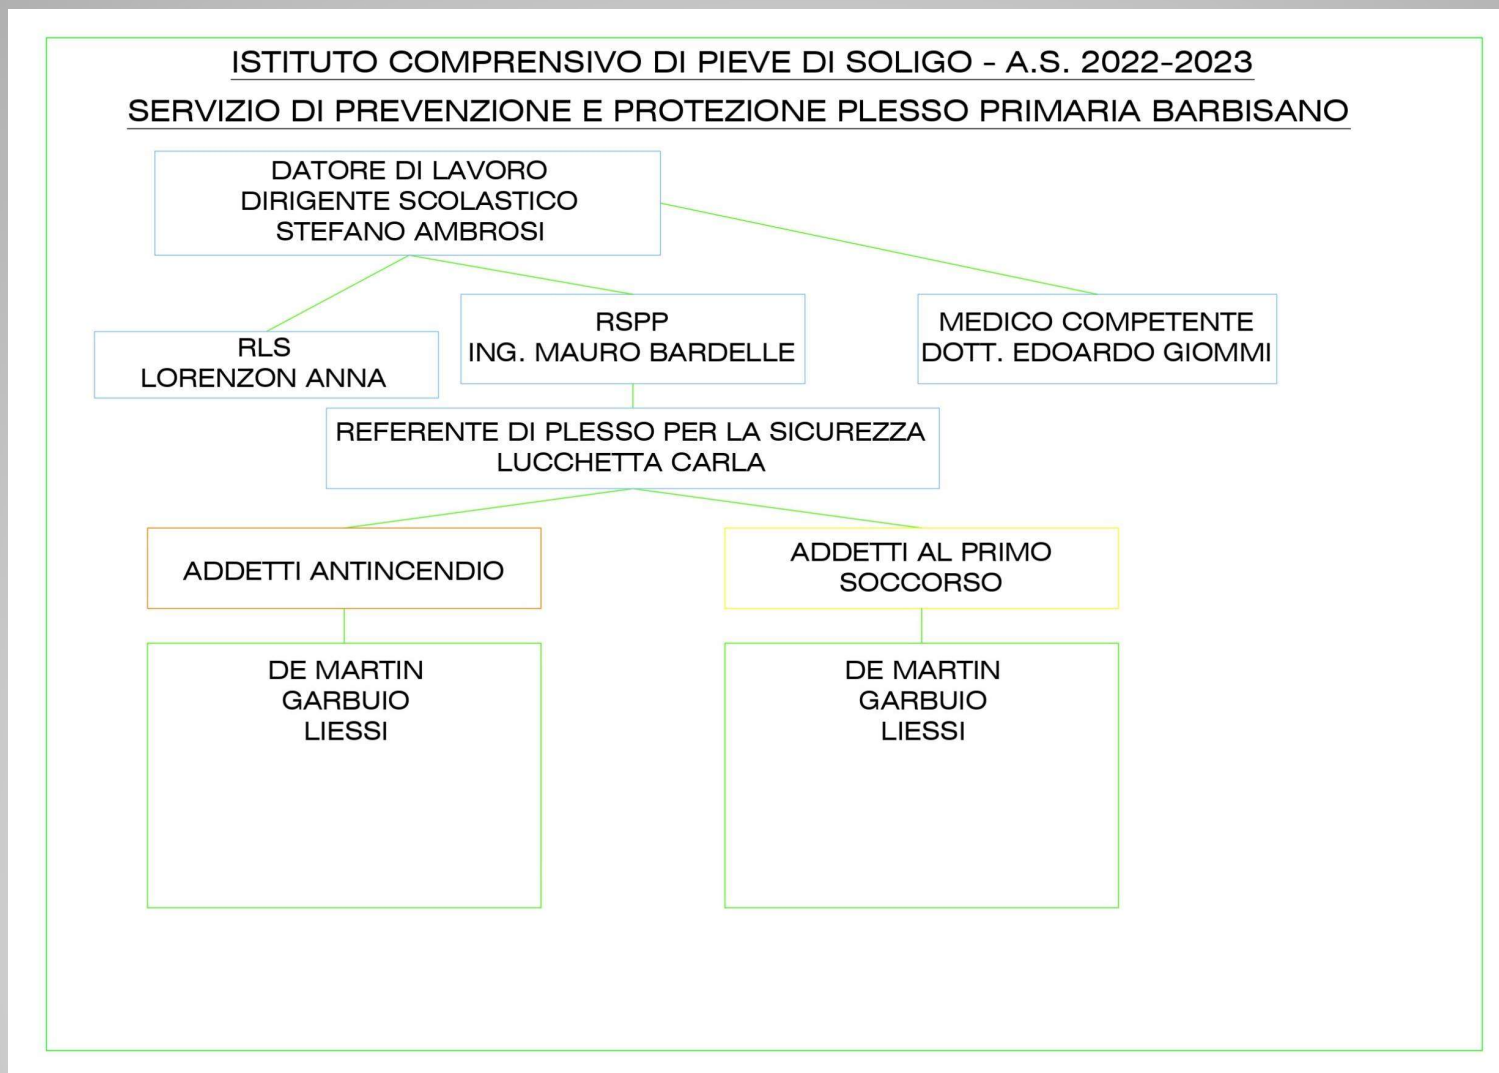 ISTITUTO COMPRENSIVO DI PIEVE DI SOLIGO - A.S. 2022-2023
SERVIZIO DI PREVENZIONE E PROTEZIONE PLESSO PRIMARIA BARBISANO
DATORE DI LAVORO
DIRIGENTE SCOLASTICO
STEFANO AMBROSI
RLS
LORENZON ANNA
RSPP
ING. MAURO BARDELLE
MEDICO COMPETENTE
DOTT. EDOARDO GIOMMI
REFERENTE DI PLESSO PER LA SICUREZZA
LUCCHETTA CARLA
ADDETTI ANTINCENDIO
ADDETTI AL PRIMO
SOCCORSO
DE MARTIN
GARBUIO
LIESSI
DE MARTIN
GARBUIO
LIESSI